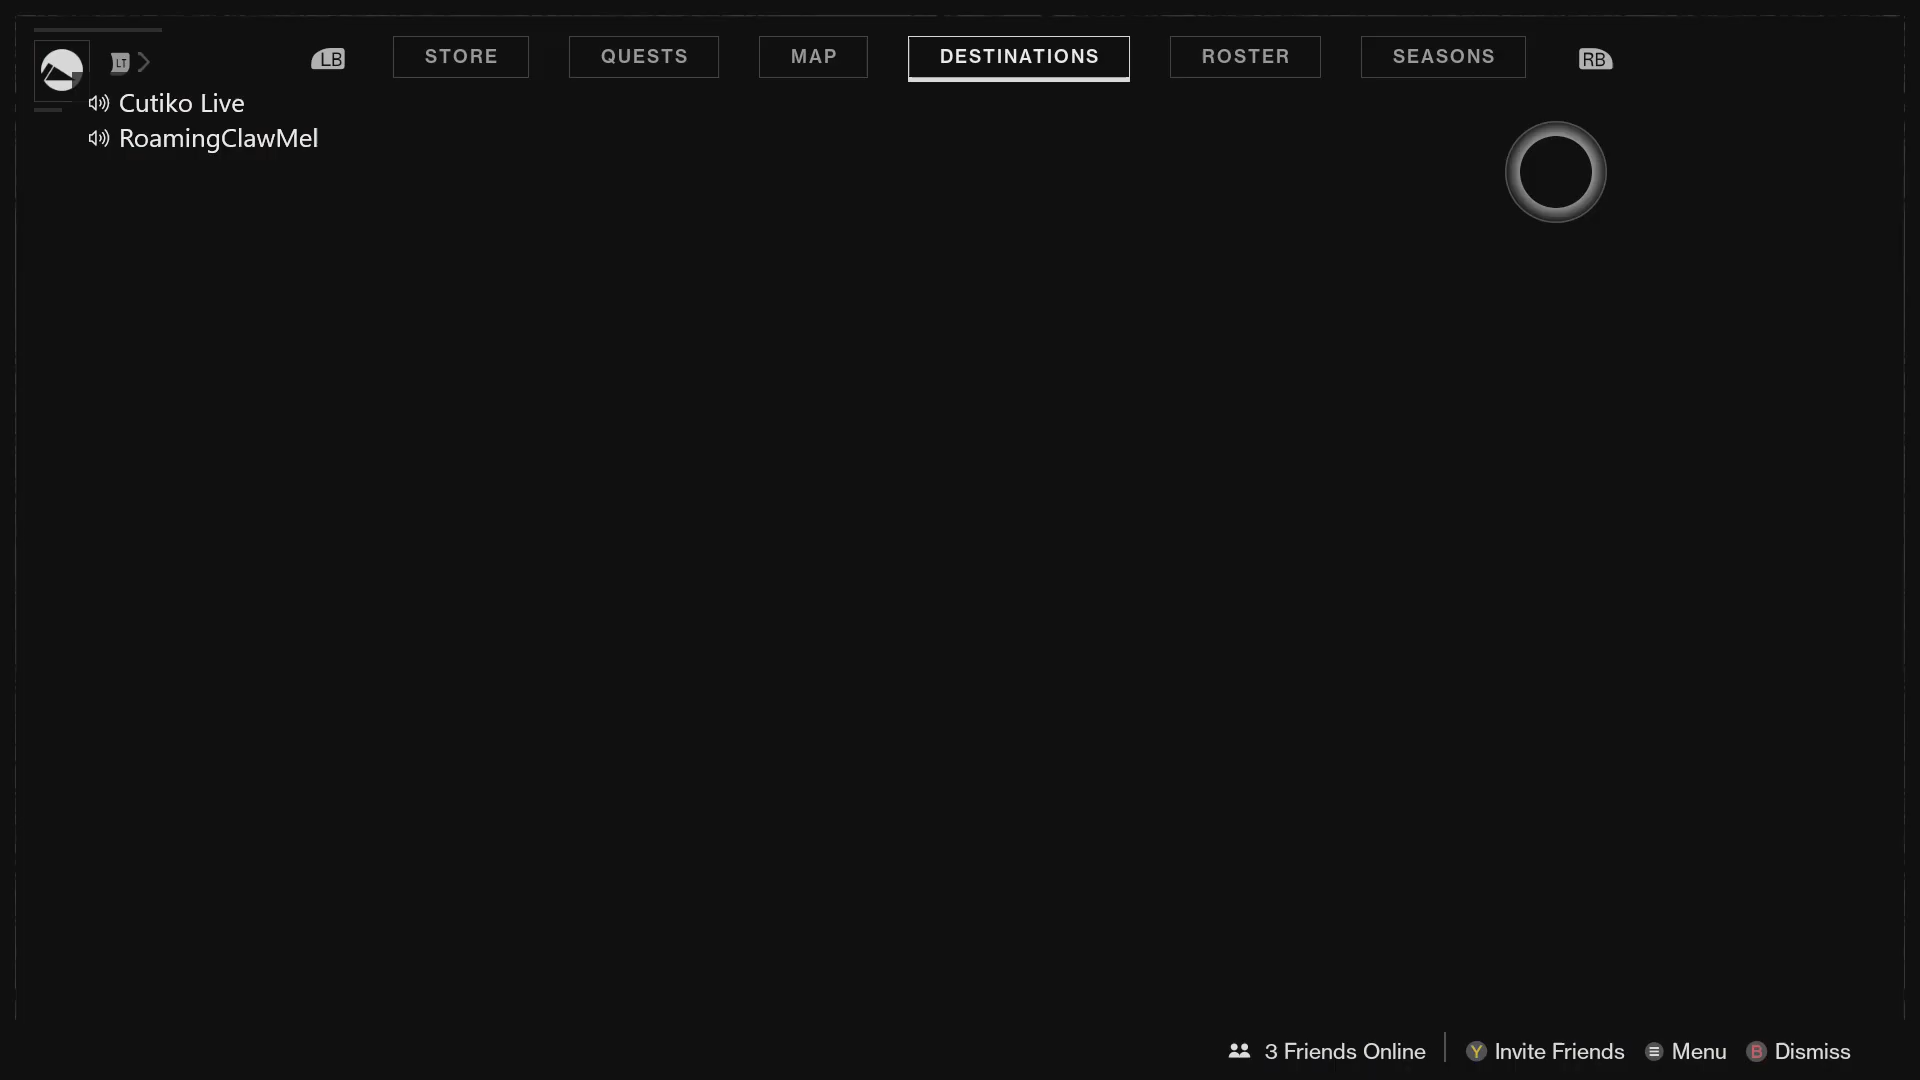 LT
LB
STORE
QUESTS
MAP
DESTINATIONS
ROSTER
SEASONS
RB
Cutiko Live
RoamingClawMel
3 Friends Online
Y Invite Friends
Menu
B Dismiss